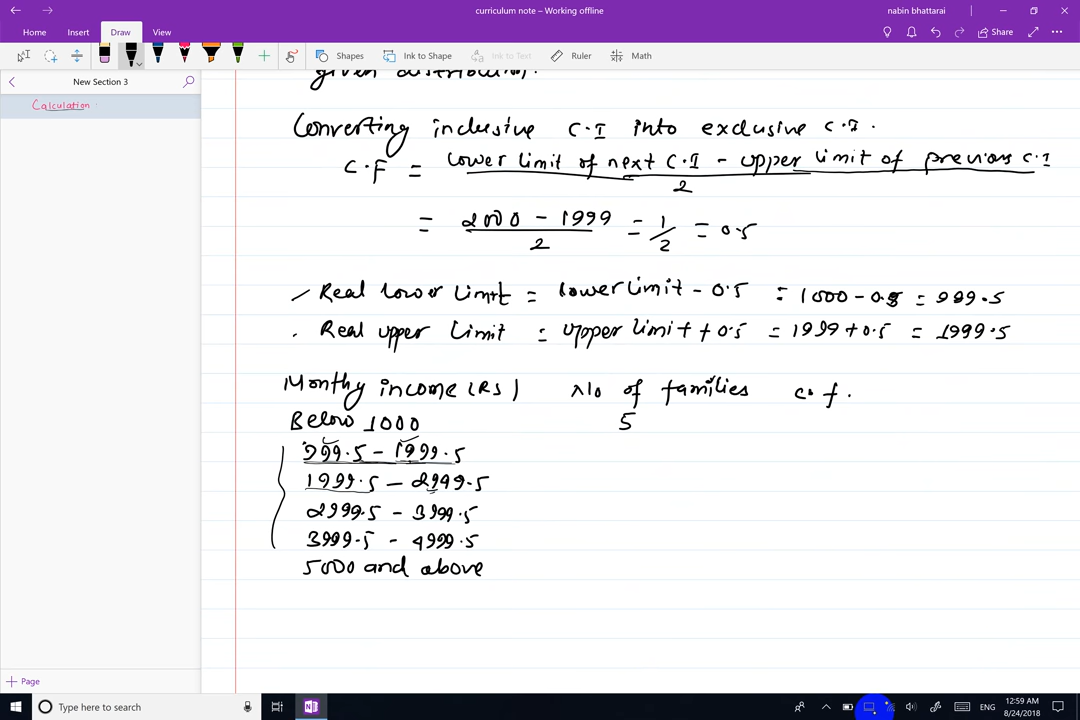 curriculum note – Working offline
nabin bhattarai
Home Insert Draw View
Share
Shapes Ink to Shape Ink to Text Ruler Math
New Section 3
Calculation
given distribution.
Converting inclusive C.I into exclusive C.I.
C.F = lower limit of next C.I - upper limit of previous C.I
2
= 2000 - 1999 = 1/2 = 0.5
2
Real lower limit = lower limit - 0.5 = 1000 - 0.5 = 999.5
Real upper limit = upper limit + 0.5 = 1999 + 0.5 = 1999.5
Monthy income (RS) No of families c.f.
Below 1000 5
999.5 - 1999.5
1999.5 - 2999.5
2999.5 - 3999.5
3999.5 - 4999.5
5000 and above
+ Page
Type here to search
ENG
12:59 AM
8/24/2018